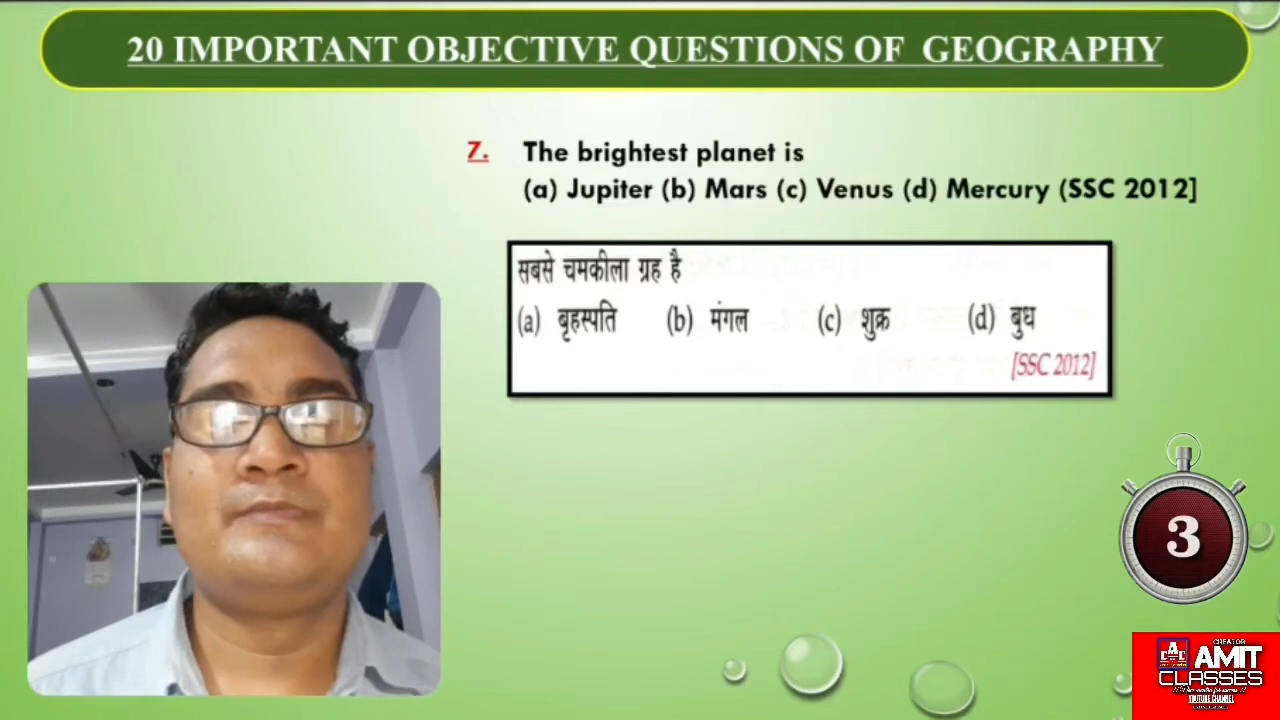 20 IMPORTANT OBJECTIVE QUESTIONS OF GEOGRAPHY
7. The brightest planet is
(a) Jupiter (b) Mars (c) Venus (d) Mercury (SSC 2012]
सबसे चमकीला ग्रह है
(a) बृहस्पति (b) मंगल (c) शुक्र (d) बुध
[SSC 2012]
3
CREATOR
AMIT
CLASSES
YOUTUBE CHANNEL